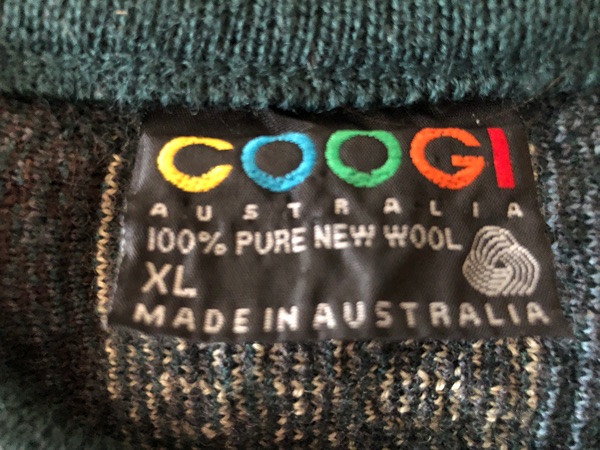 COOGI
AUSTRALIA
100% PURE NEW WOOL
XL
MADE IN AUSTRALIA